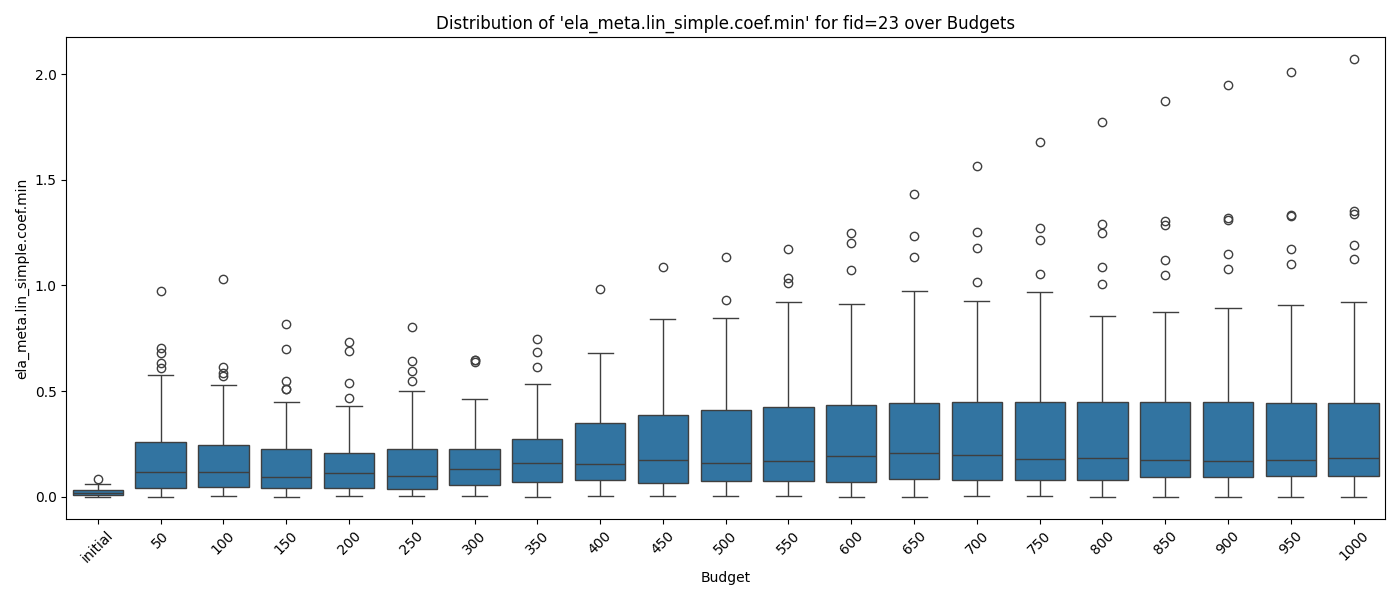 Distribution of 'ela_meta.lin_simple.coef.min' for fid=23 over Budgets
ela_meta.lin_simple.coef.min
2.0
1.5
1.0
0.5
0.0
initial 50 100 150 200 250 300 350 400 450 500 550 600 650 700 750 800 850 900 950 1000
Budget